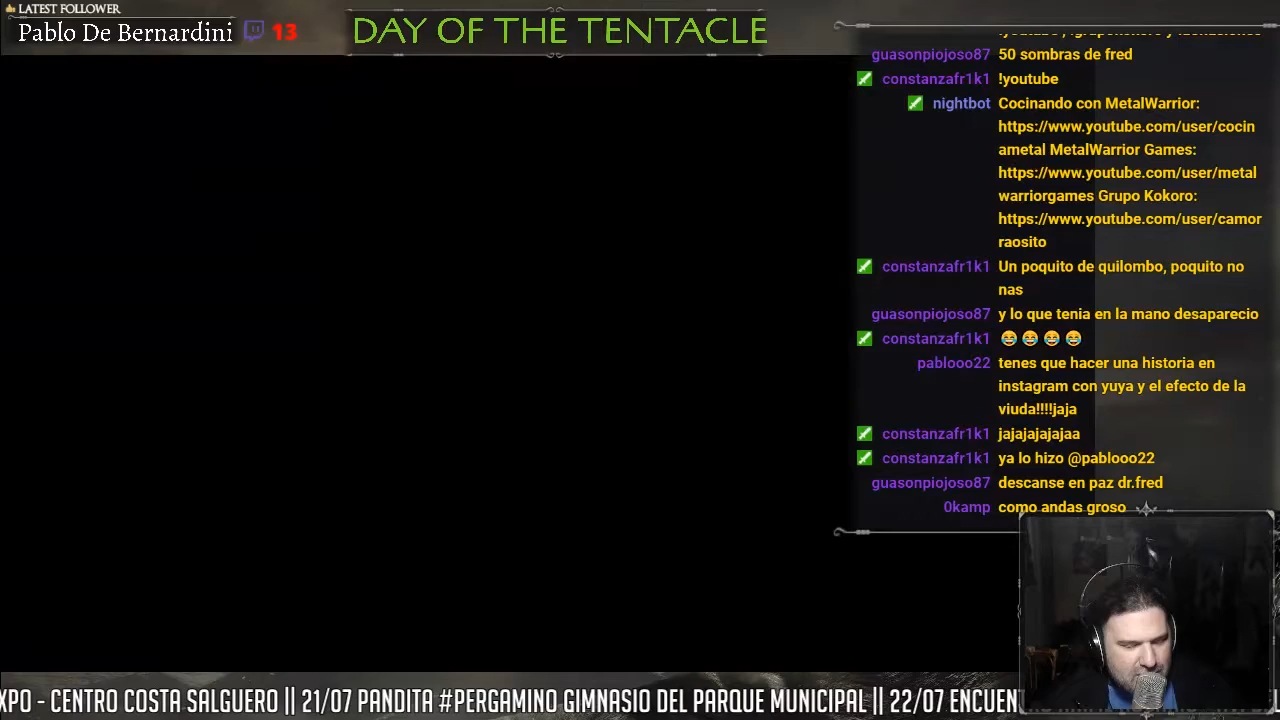 LATEST FOLLOWER
Pablo De Bernardini 13
DAY OF THE TENTACLE
guasonpiojoso87 50 sombras de fred
constanzafr1k1 !youtube
nightbot Cocinando con MetalWarrior:
https://www.youtube.com/user/cocin
ametal MetalWarrior Games:
https://www.youtube.com/user/metal
warriorgames Grupo Kokoro:
https://www.youtube.com/user/camor
raosito
constanzafr1k1 Un poquito de quilombo, poquito no
nas
guasonpiojoso87 y lo que tenia en la mano desaparecio
constanzafr1k1 😂 😂 😂 😂
pablooo22 tenes que hacer una historia en
instagram con yuya y el efecto de la
viuda!!!!jaja
constanzafr1k1 jajajajajajaa
constanzafr1k1 ya lo hizo @pablooo22
guasonpiojoso87 descanse en paz dr.fred
0kamp como andas groso
XPO - CENTRO COSTA SALGUERO || 21/07 PANDITA #PERGAMINO GIMNASIO DEL PARQUE MUNICIPAL || 22/07 ENCUEN